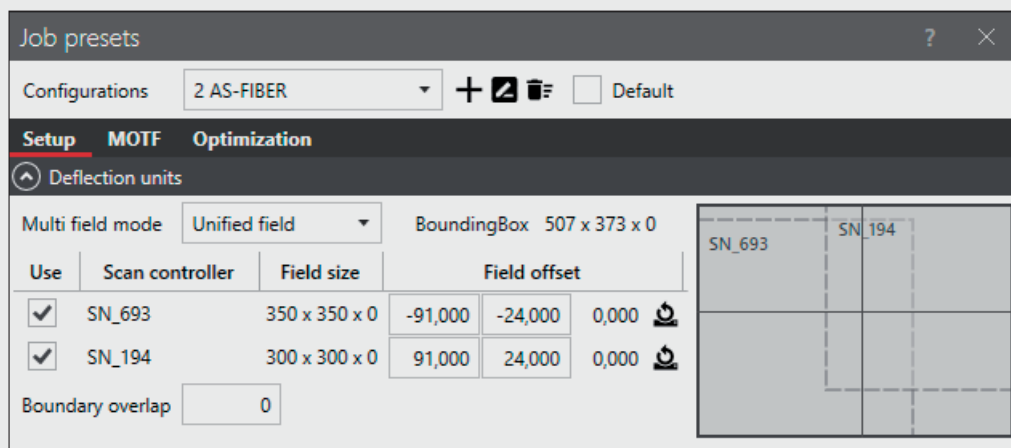 Job presets ?
Configurations 2 AS-FIBER Default
Setup MOTF Optimization
Deflection units
Multi field mode Unified field BoundingBox 507 x 373 x 0
Use Scan controller Field size Field offset
SN_693 350 x 350 x 0 -91,000 -24,000 0,000
SN_194 300 x 300 x 0 91,000 24,000 0,000
Boundary overlap 0
SN_693 SN_194